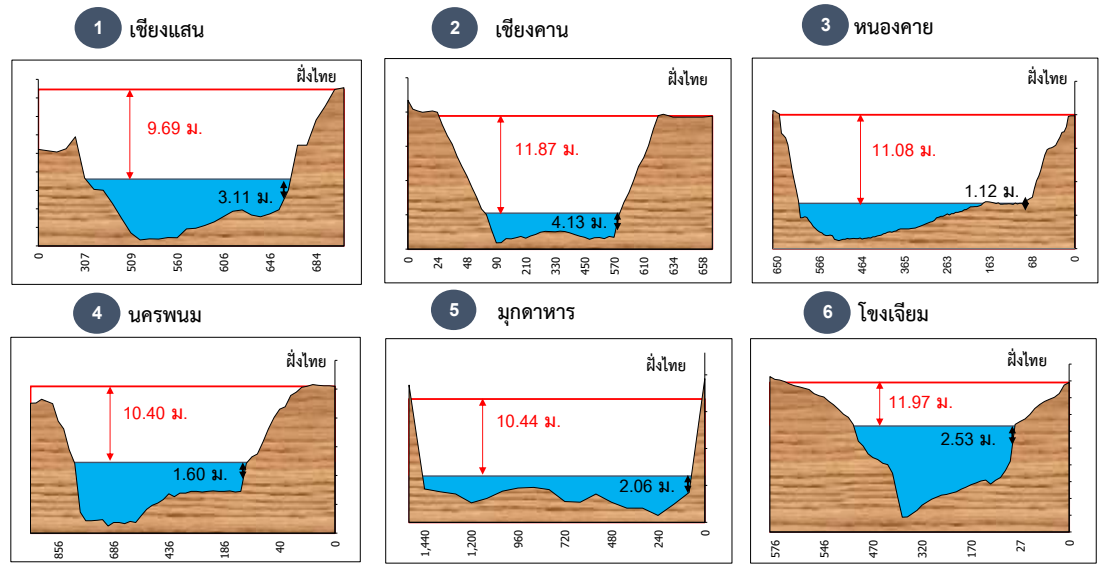 1 เชียงแสน
ฝั่งไทย
9.69 ม.
3.11 ม.
0 307 509 560 606 646 684
2 เชียงคาน
ฝั่งไทย
11.87 ม.
4.13 ม.
0 24 48 90 210 330 450 570 610 634 658
3 หนองคาย
ฝั่งไทย
11.08 ม.
1.12 ม.
650 566 464 365 263 163 68 0
4 นครพนม
ฝั่งไทย
10.40 ม.
1.60 ม.
856 686 436 186 40 0
5 มุกดาหาร
ฝั่งไทย
10.44 ม.
2.06 ม.
1,440 1,200 960 720 480 240 0
6 โขงเจียม
ฝั่งไทย
11.97 ม.
2.53 ม.
576 546 470 320 170 27 0